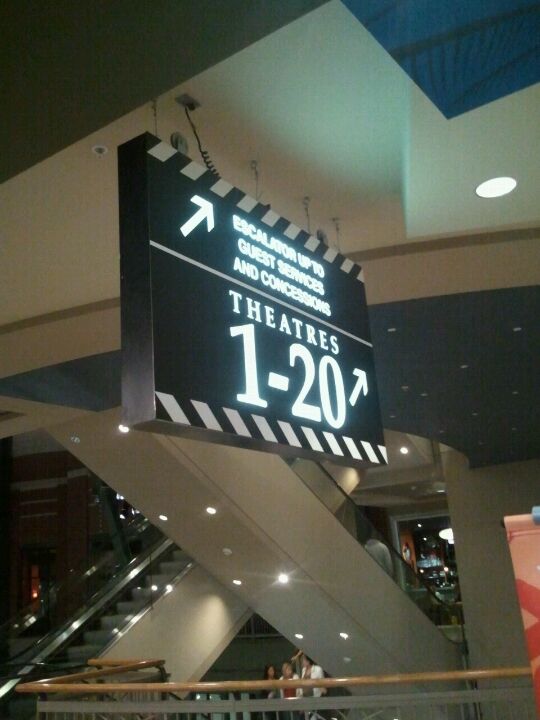 ESCALATOR UP TO
GUEST SERVICES
AND CONCESSIONS
THEATRES
1-20